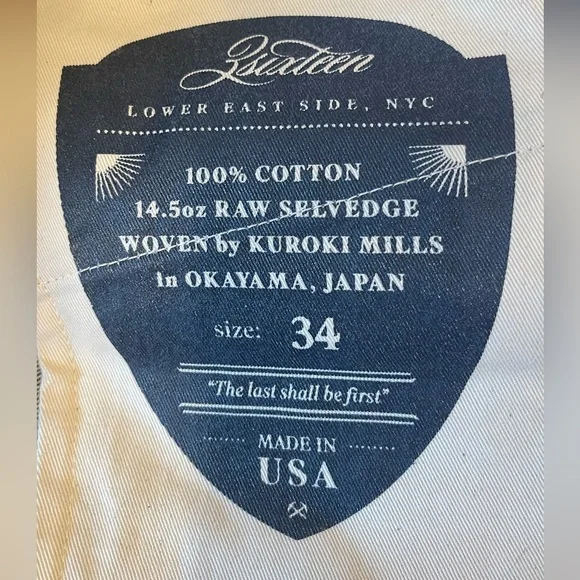 3sixteen
LOWER EAST SIDE, NYC
100% COTTON
14.5oz RAW SELVEDGE
WOVEN by KUROKI MILLS
in OKAYAMA, JAPAN
size: 34
"The last shall be first"
MADE IN
USA